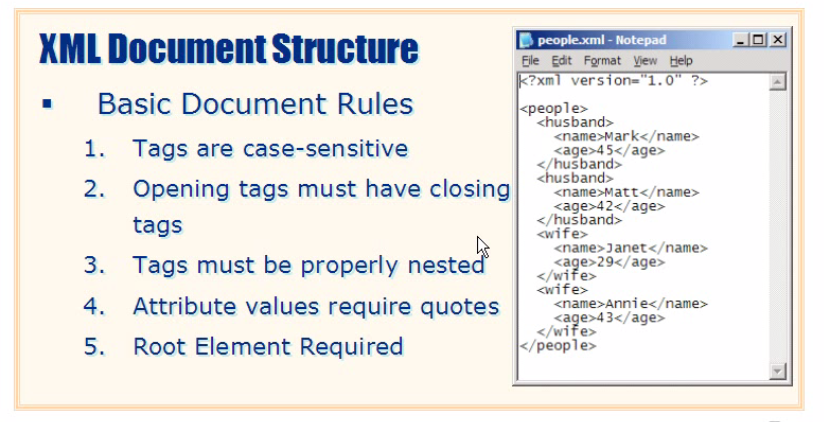 XML Document Structure
▪ Basic Document Rules
1. Tags are case-sensitive
2. Opening tags must have closing
tags
3. Tags must be properly nested
4. Attribute values require quotes
5. Root Element Required
people.xml - Notepad
File Edit Format View Help
<?xml version="1.0" ?>
<people>
<husband>
<name>Mark</name>
<age>45</age>
</husband>
<husband>
<name>Matt</name>
<age>42</age>
</husband>
<wife>
<name>Janet</name>
<age>29</age>
</wife>
<wife>
<name>Annie</name>
<age>43</age>
</wife>
</people>